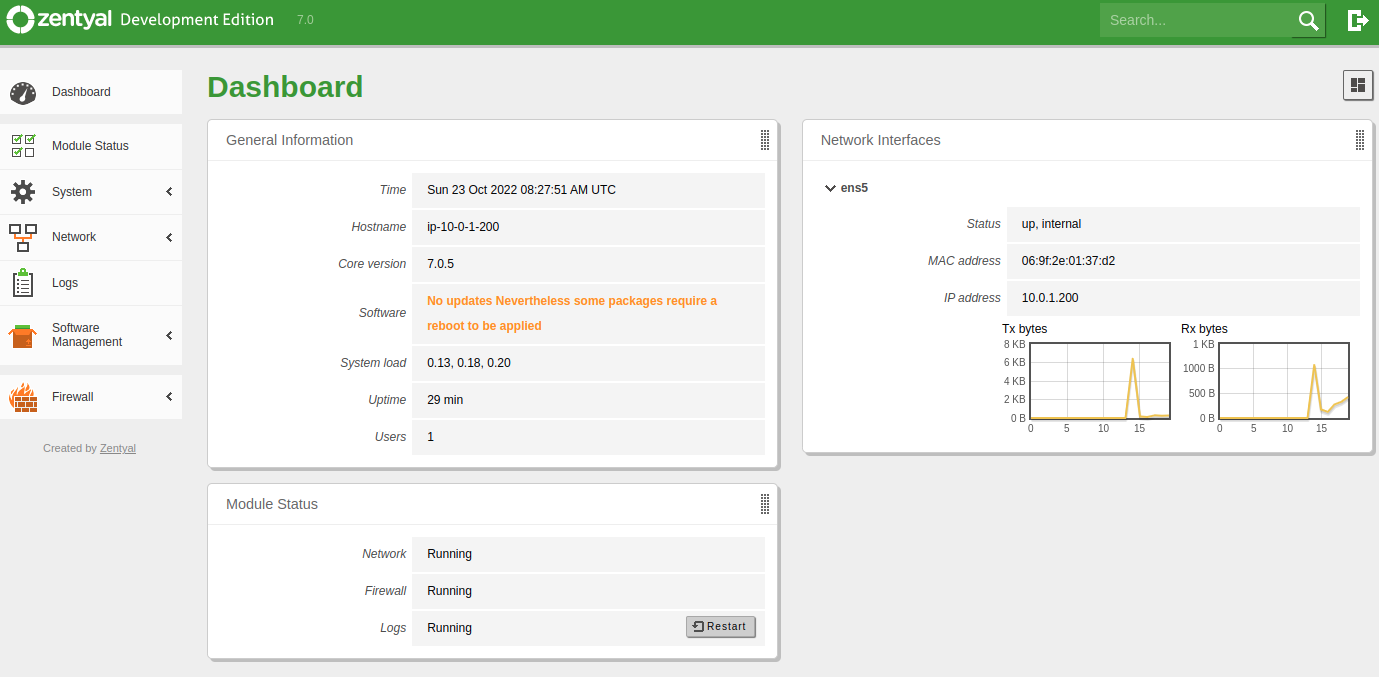 zentyal Development Edition 7.0
Search...
Dashboard
Module Status
System
Network
Logs
Software
Management
Firewall
Created by Zentyal
Dashboard
General Information
Time Sun 23 Oct 2022 08:27:51 AM UTC
Hostname ip-10-0-1-200
Core version 7.0.5
Software No updates Nevertheless some packages require a
reboot to be applied
System load 0.13, 0.18, 0.20
Uptime 29 min
Users 1
Module Status
Network Running
Firewall Running
Logs Running Restart
Network Interfaces
ens5
Status up, internal
MAC address 06:9f:2e:01:37:d2
IP address 10.0.1.200
Tx bytes
8 KB
6 KB
4 KB
2 KB
0 B
0 5 10 15
Rx bytes
1 KB
1000 B
500 B
0 B
0 5 10 15